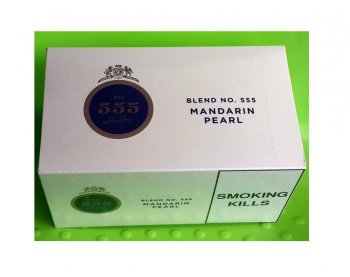 555
BLEND NO. 555
MANDARIN
PEARL
555
BLEND NO. 555
MANDARIN
PEARL
SMOKING
KILLS